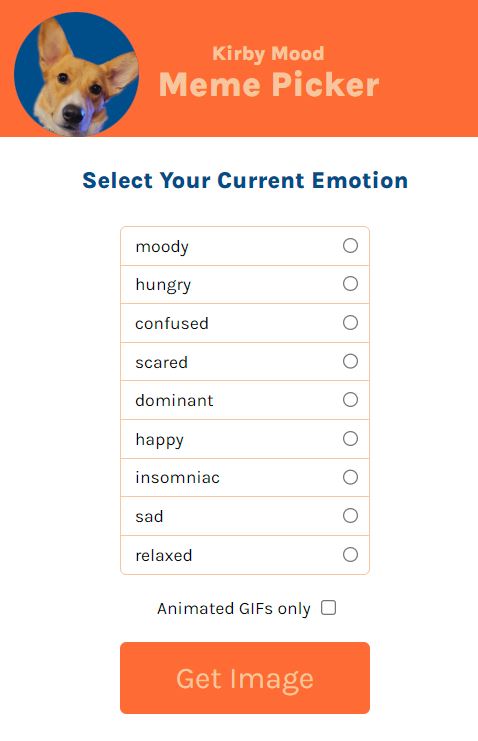 Kirby Mood
Meme Picker
Select Your Current Emotion
moody
hungry
confused
scared
dominant
happy
insomniac
sad
relaxed
Animated GIFs only
Get Image